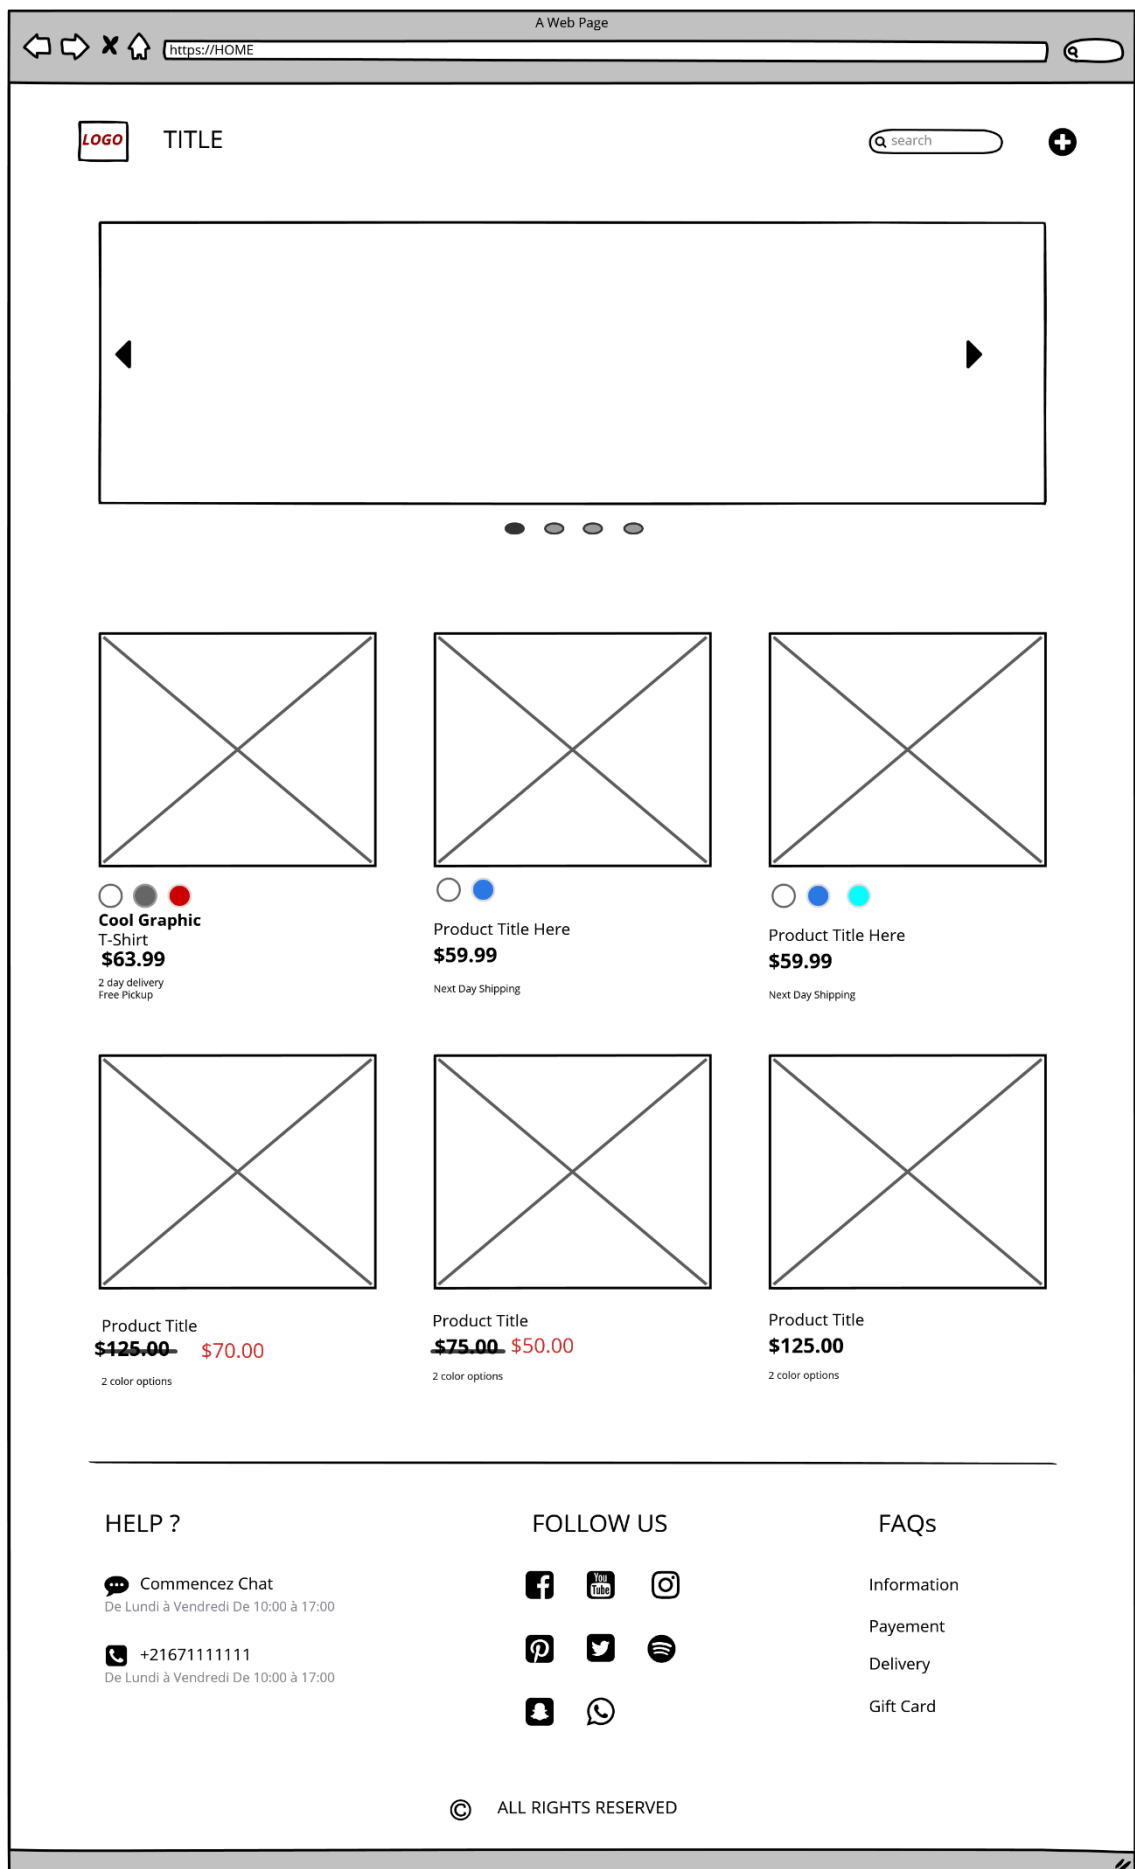 A Web Page
https://HOME
LOGO
TITLE
search
Cool Graphic
T-Shirt
$63.99
2 day delivery
Free Pickup
Product Title Here
$59.99
Next Day Shipping
Product Title Here
$59.99
Next Day Shipping
Product Title
$125.00 $70.00
2 color options
Product Title
$75.00 $50.00
2 color options
Product Title
$125.00
2 color options
HELP ?
Commencez Chat
De Lundi à Vendredi De 10:00 à 17:00
+21671111111
De Lundi à Vendredi De 10:00 à 17:00
FOLLOW US
You
Tube
FAQs
Information
Payement
Delivery
Gift Card
© ALL RIGHTS RESERVED